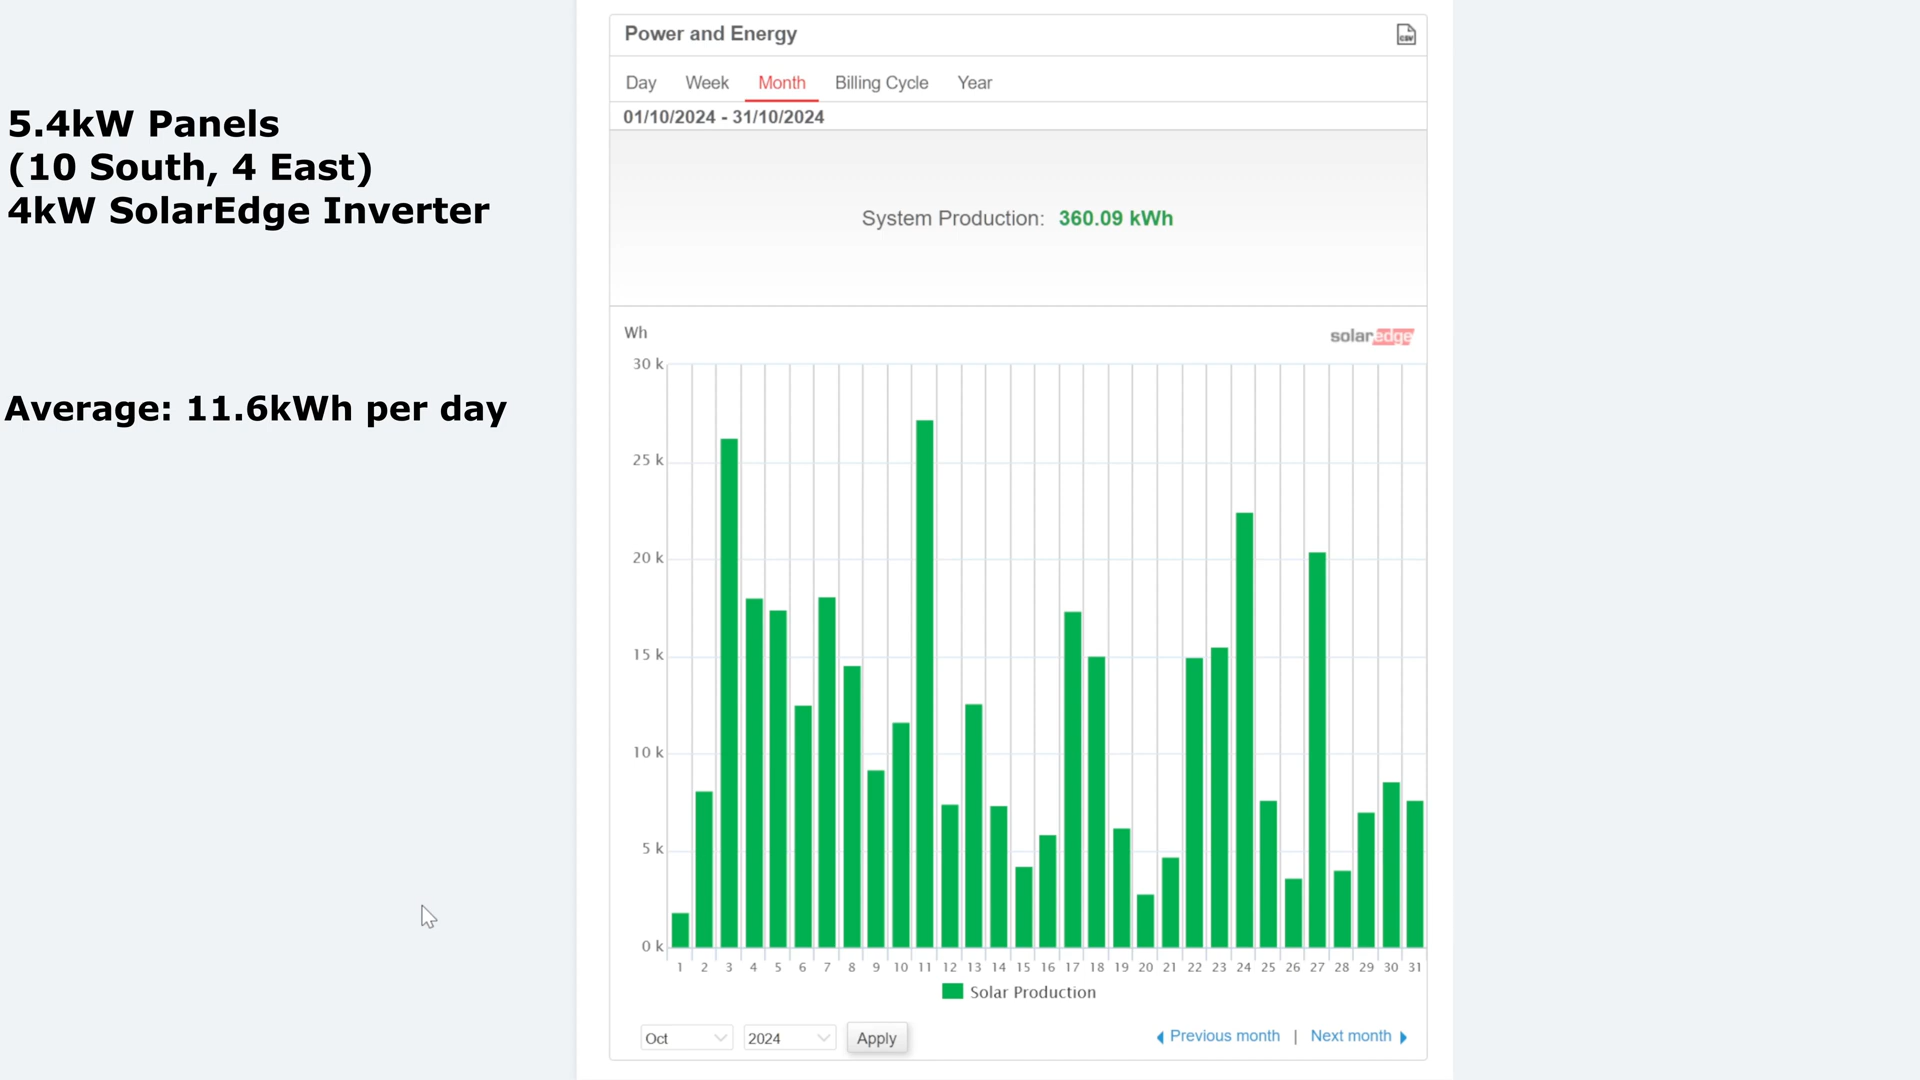 5.4kW Panels
(10 South, 4 East)
4kW SolarEdge Inverter
Average: 11.6kWh per day
Power and Energy
CSV
Day Week Month Billing Cycle Year
01/10/2024 - 31/10/2024
System Production: 360.09 kWh
Wh
solaredge
30 k
25 k
20 k
15 k
10 k
5 k
0 k
1 2 3 4 5 6 7 8 9 10 11 12 13 14 15 16 17 18 19 20 21 22 23 24 25 26 27 28 29 30 31
Solar Production
Oct 2024 Apply Previous month | Next month